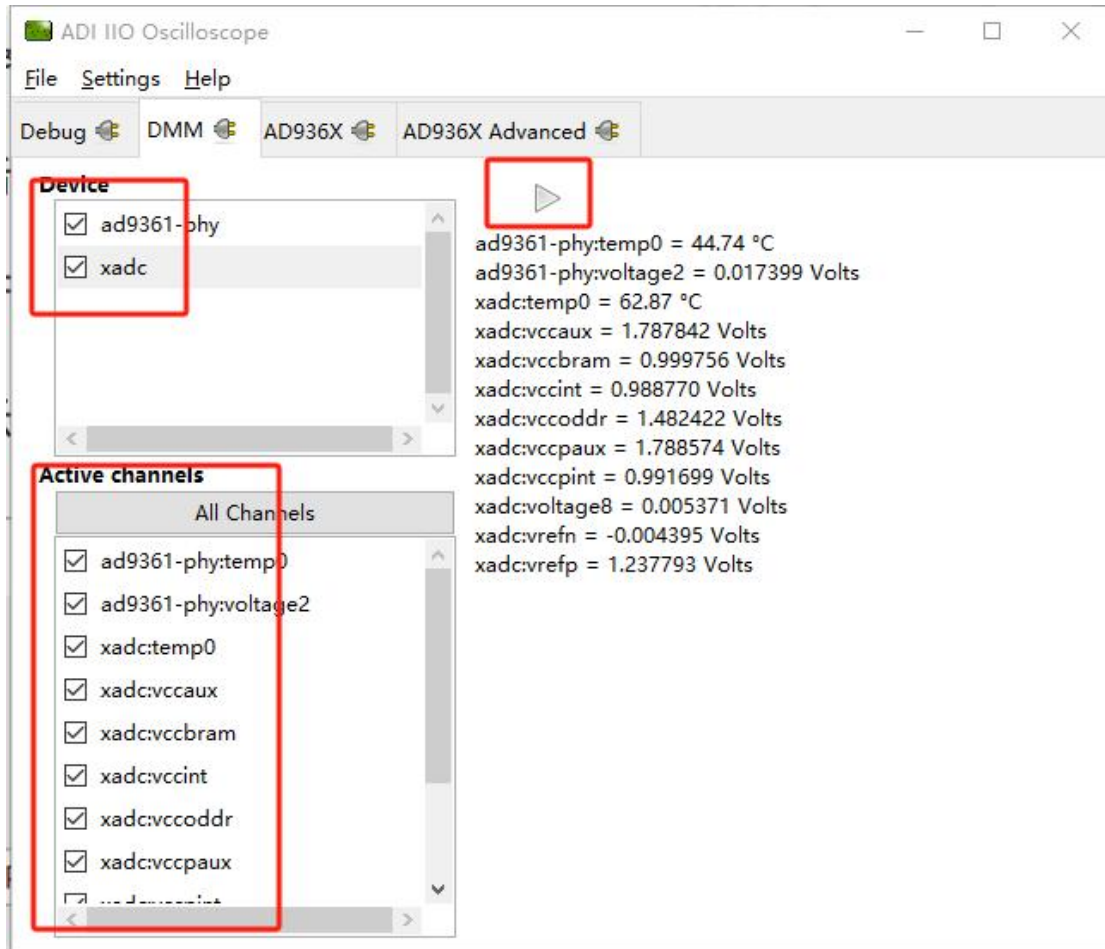 ADI IIO Oscilloscope
File Settings Help
Debug DMM AD936X AD936X Advanced
Device
ad9361-phy
xadc
Active channels
All Channels
ad9361-phy:temp0
ad9361-phy:voltage2
xadc:temp0
xadc:vccaux
xadc:vccbram
xadc:vccint
xadc:vccoddr
xadc:vccpaux
ad9361-phy:temp0 = 44.74 °C
ad9361-phy:voltage2 = 0.017399 Volts
xadc:temp0 = 62.87 °C
xadc:vccaux = 1.787842 Volts
xadc:vccbram = 0.999756 Volts
xadc:vccint = 0.988770 Volts
xadc:vccoddr = 1.482422 Volts
xadc:vccpaux = 1.788574 Volts
xadc:vccpint = 0.991699 Volts
xadc:voltage8 = 0.005371 Volts
xadc:vrefn = -0.004395 Volts
xadc:vrefp = 1.237793 Volts